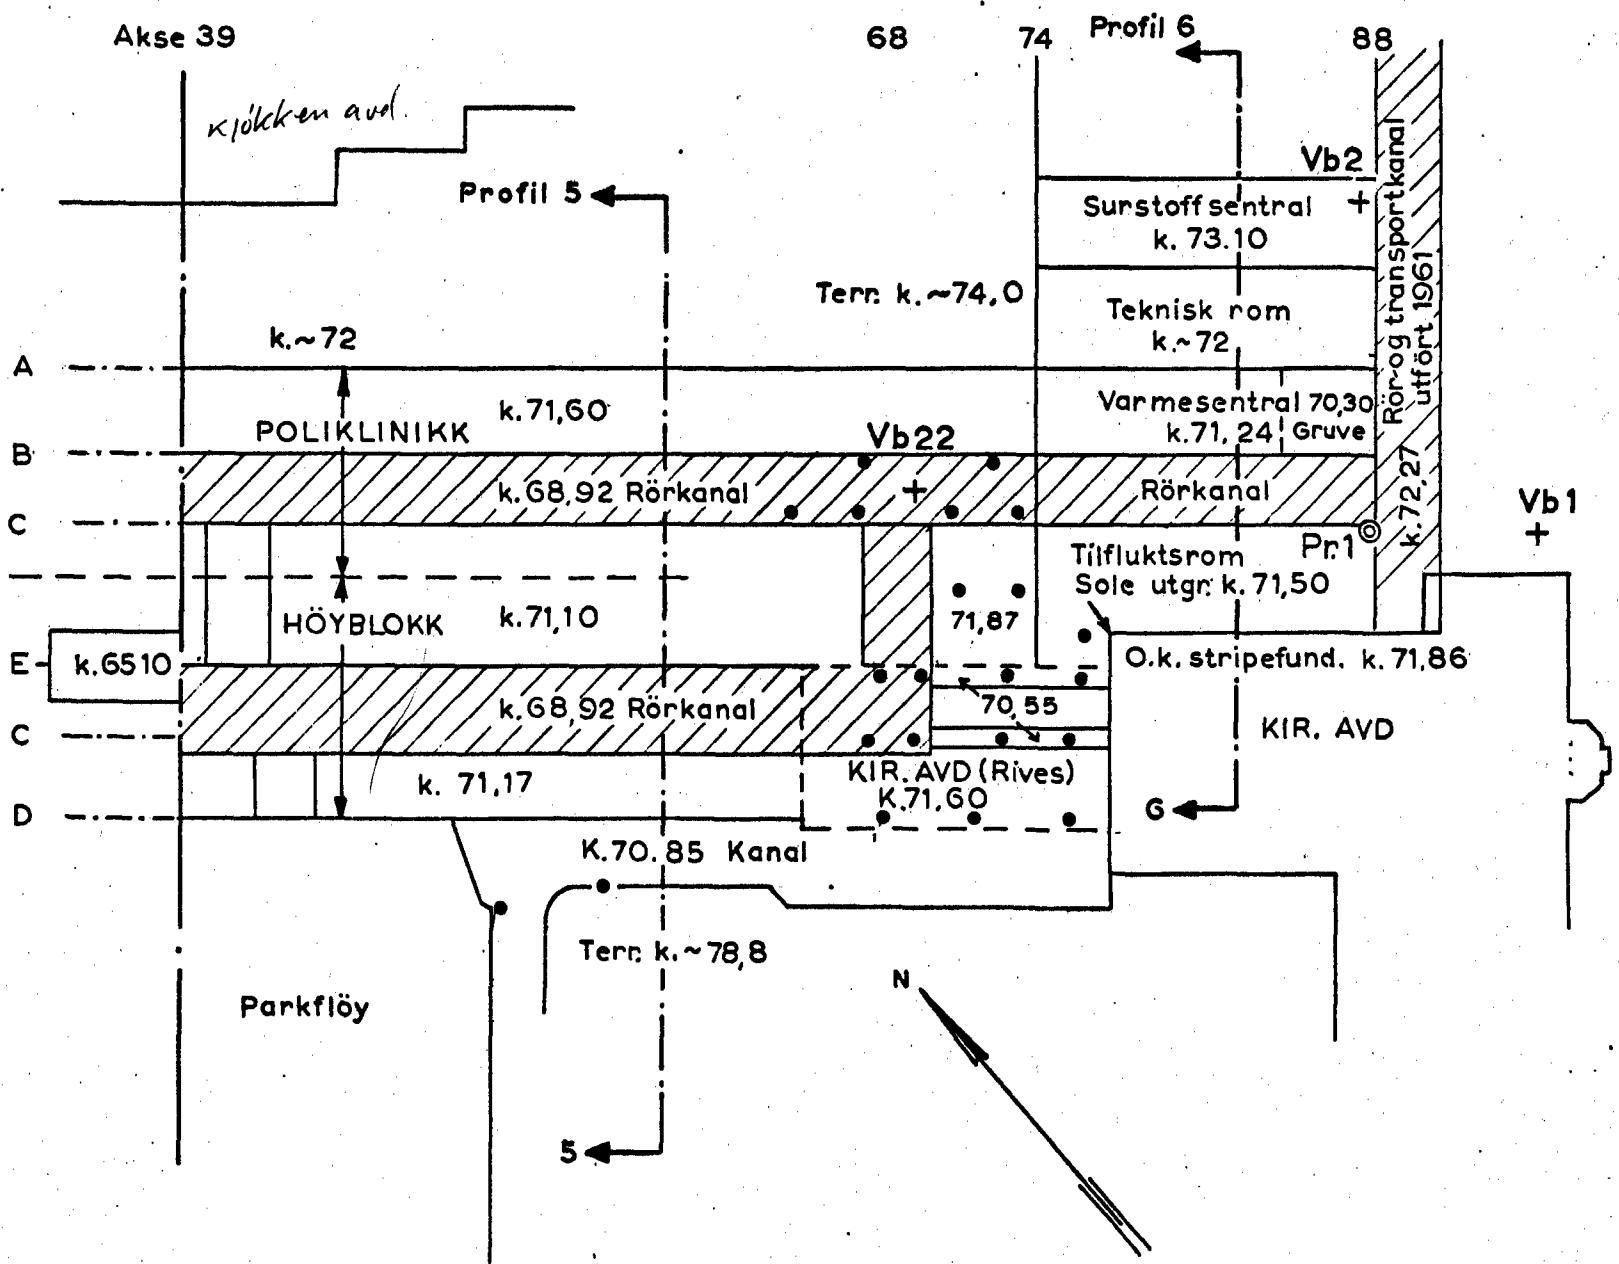 Akse 39
68
74
Profil 6
88
kjökken avd.
Profil 5
Vb2
Surstoffsentral
k. 73.10
Rör-og transportkanal
utfört 1961
k. 72,27
Terr. k. ~74,0
Teknisk rom
k.~72
k.~72
A
k. 71,60
Varmesentral 70,30
k.71,24 Gruve
POLIKLINIKK
B
Vb22
k. 68,92 Rörkanal
Rörkanal
Vb1
C
Pr.1
Tilfluktsrom
Sole utgr. k. 71,50
HÖYBLOKK
k. 71,10
71,87
E
k.6510
O.k. stripefund. k. 71,86
k. 68,92 Rörkanal
70,55
C
KIR. AVD
k. 71,17
KIR. AVD (Rives)
K.71,60
D
6
K.70.85 Kanal
Terr. k. ~78,8
N
Parkflöy
5